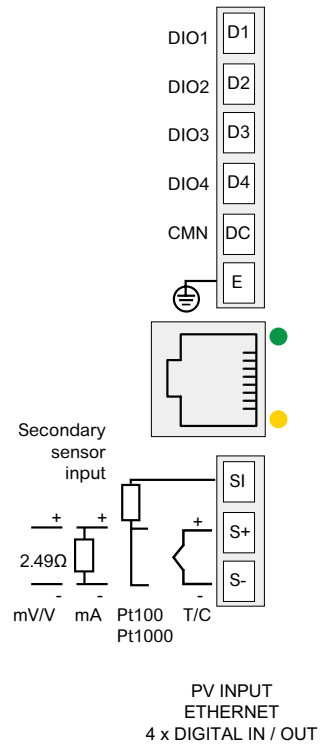 DIO1 D1
DIO2 D2
DIO3 D3
DIO4 D4
CMN DC
E
Secondary
sensor
input
SI
+ + + S+
2.49Ω
- - - S-
mV/V mA Pt100 T/C
Pt1000
PV INPUT
ETHERNET
4 x DIGITAL IN / OUT